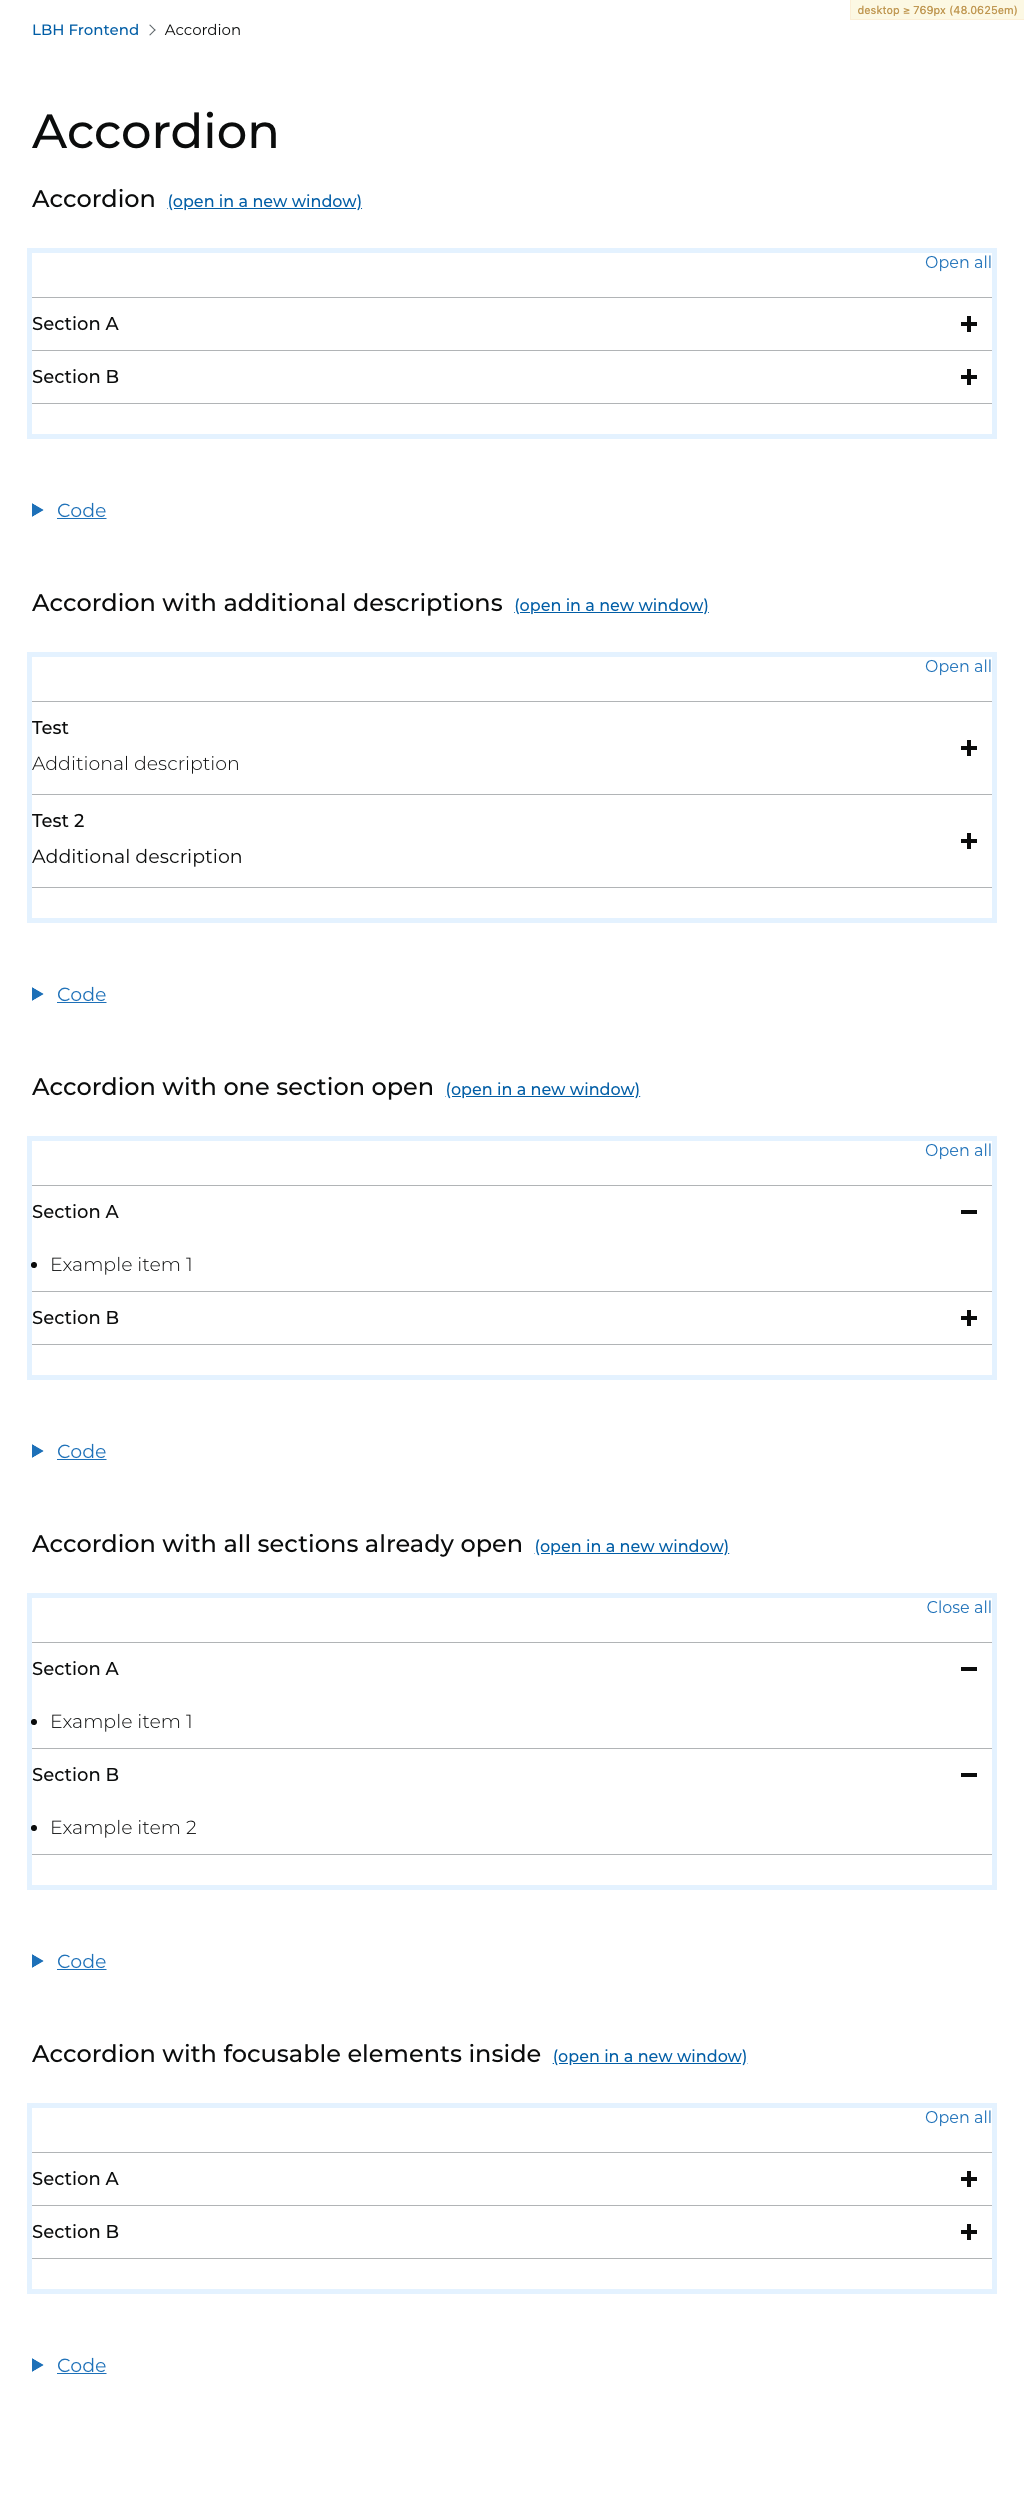 desktop ≥ 769px (48.0625em)
LBH Frontend > Accordion
Accordion
Accordion (open in a new window)
Open all
Section A
Section B
Code
Accordion with additional descriptions (open in a new window)
Open all
Test
Additional description
Test 2
Additional description
Code
Accordion with one section open (open in a new window)
Open all
Section A
• Example item 1
Section B
Code
Accordion with all sections already open (open in a new window)
Close all
Section A
• Example item 1
Section B
• Example item 2
Code
Accordion with focusable elements inside (open in a new window)
Open all
Section A
Section B
Code